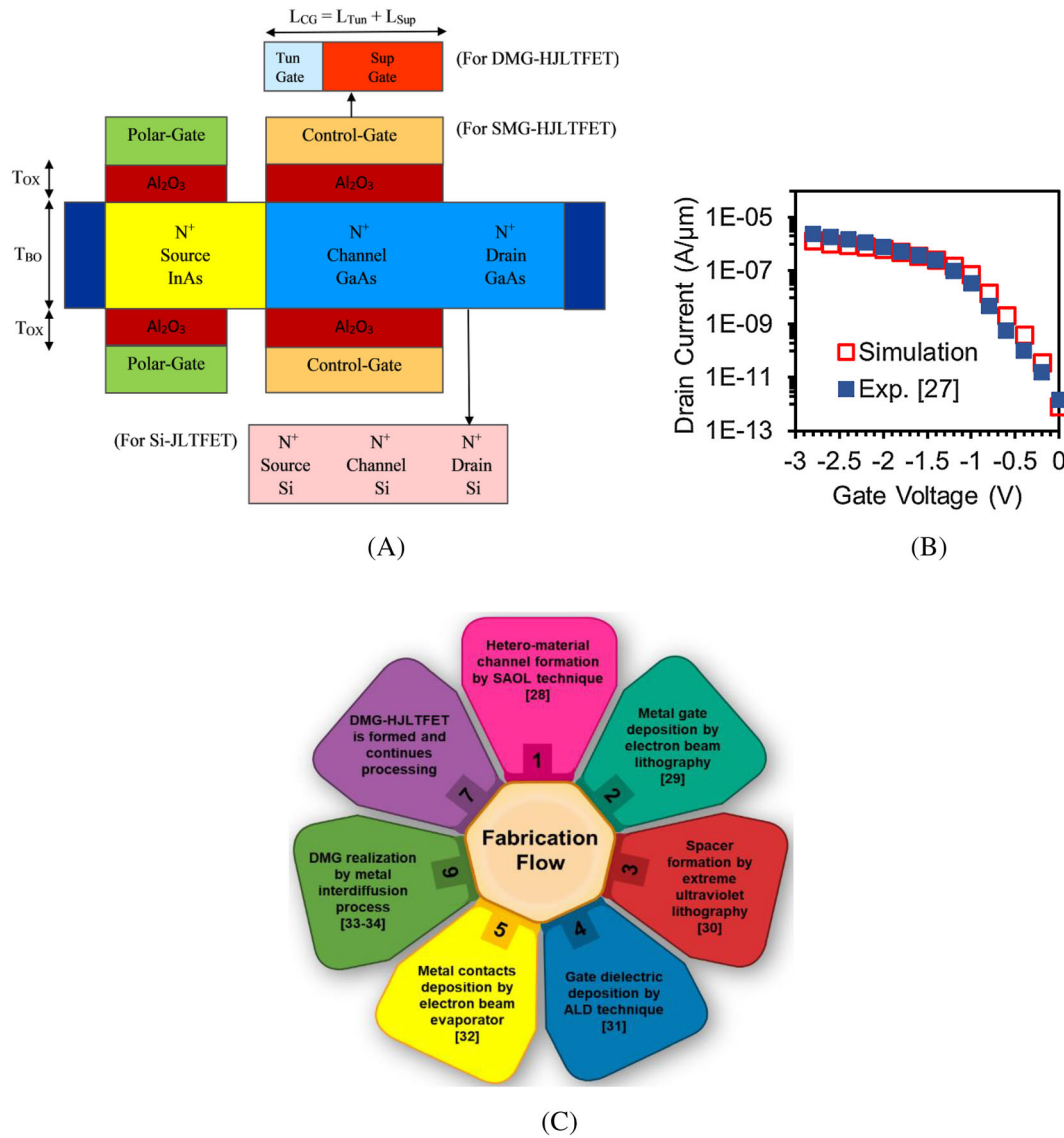 L_CG = L_Tun + L_Sup
Tun
Gate
Sup
Gate
(For DMG-HJLTFET)
Polar-Gate
Control-Gate
(For SMG-HJLTFET)
T_OX
Al₂O₃
Al₂O₃
T_BO
N⁺
Source
InAs
N⁺
Channel
GaAs
N⁺
Drain
GaAs
T_OX
Al₂O₃
Al₂O₃
Polar-Gate
Control-Gate
(For Si-JLTFET)
N⁺
Source
Si
N⁺
Channel
Si
N⁺
Drain
Si
(A)
Drain Current (A/µm)
1E-05
1E-07
1E-09
1E-11
1E-13
Simulation
Exp. [27]
-3 -2.5 -2 -1.5 -1 -0.5 0
Gate Voltage (V)
(B)
Fabrication
Flow
1
Hetero-material
channel formation
by SAOL technique
[28]
2
Metal gate
deposition by
electron beam
lithography
[29]
3
Spacer
formation by
extreme
ultraviolet
lithography
[30]
4
Gate dielectric
deposition by
ALD technique
[31]
5
Metal contacts
deposition by
electron beam
evaporator
[32]
6
DMG realization
by metal
interdiffusion
process
[33-34]
7
DMG-HJLTFET
is formed and
continues
processing
(C)